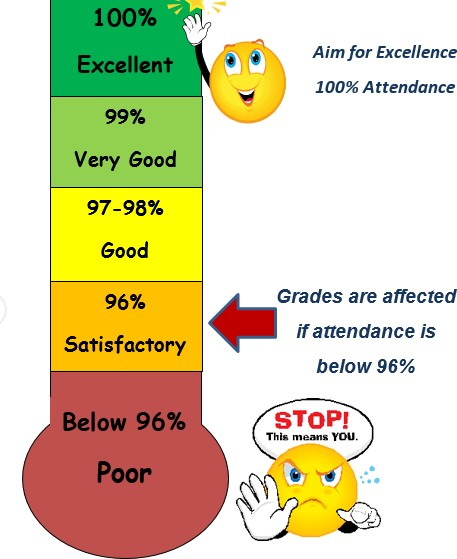 100%
Excellent
Aim for Excellence
100% Attendance
99%
Very Good
97-98%
Good
96%
Satisfactory
Grades are affected
if attendance is
below 96%
Below 96%
Poor
STOP!
This means YOU.